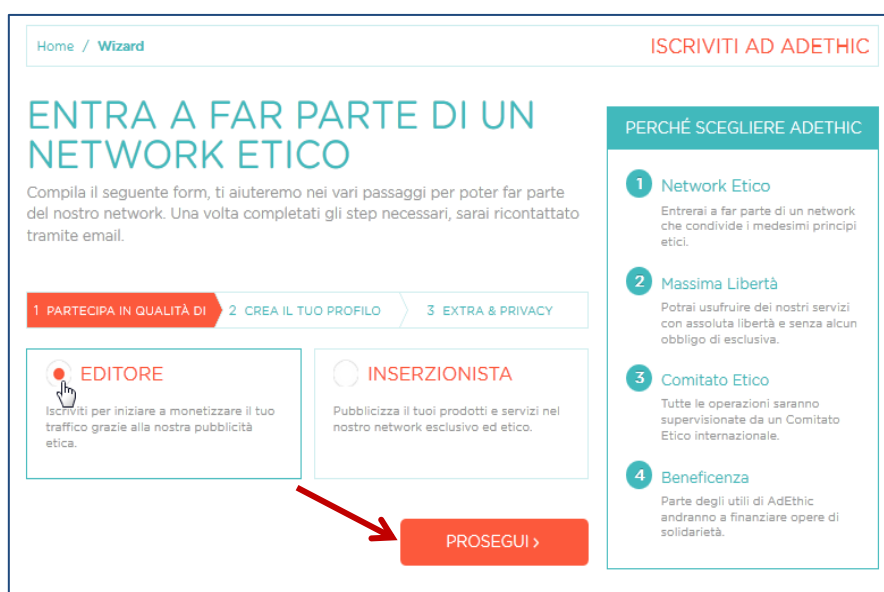 Home / Wizard
ISCRIVITI AD ADETHIC
ENTRA A FAR PARTE DI UN
NETWORK ETICO
Compila il seguente form, ti aiuteremo nei vari passaggi per poter far parte
del nostro network. Una volta completati gli step necessari, sarai ricontattato
tramite email.
1 PARTECIPA IN QUALITÀ DI
2 CREA IL TUO PROFILO
3 EXTRA & PRIVACY
EDITORE
Iscriviti per iniziare a monetizzare il tuo
traffico grazie alla nostra pubblicità
etica.
INSERZIONISTA
Pubblicizza il tuoi prodotti e servizi nel
nostro network esclusivo ed etico.
PROSEGUI ›
PERCHÉ SCEGLIERE ADETHIC
1 Network Etico
Entrerai a far parte di un network
che condivide i medesimi principi
etici.
2 Massima Libertà
Potrai usufruire dei nostri servizi
con assoluta libertà e senza alcun
obbligo di esclusiva.
3 Comitato Etico
Tutte le operazioni saranno
supervisionate da un Comitato
Etico internazionale.
4 Beneficenza
Parte degli utili di AdEthic
andranno a finanziare opere di
solidarietà.